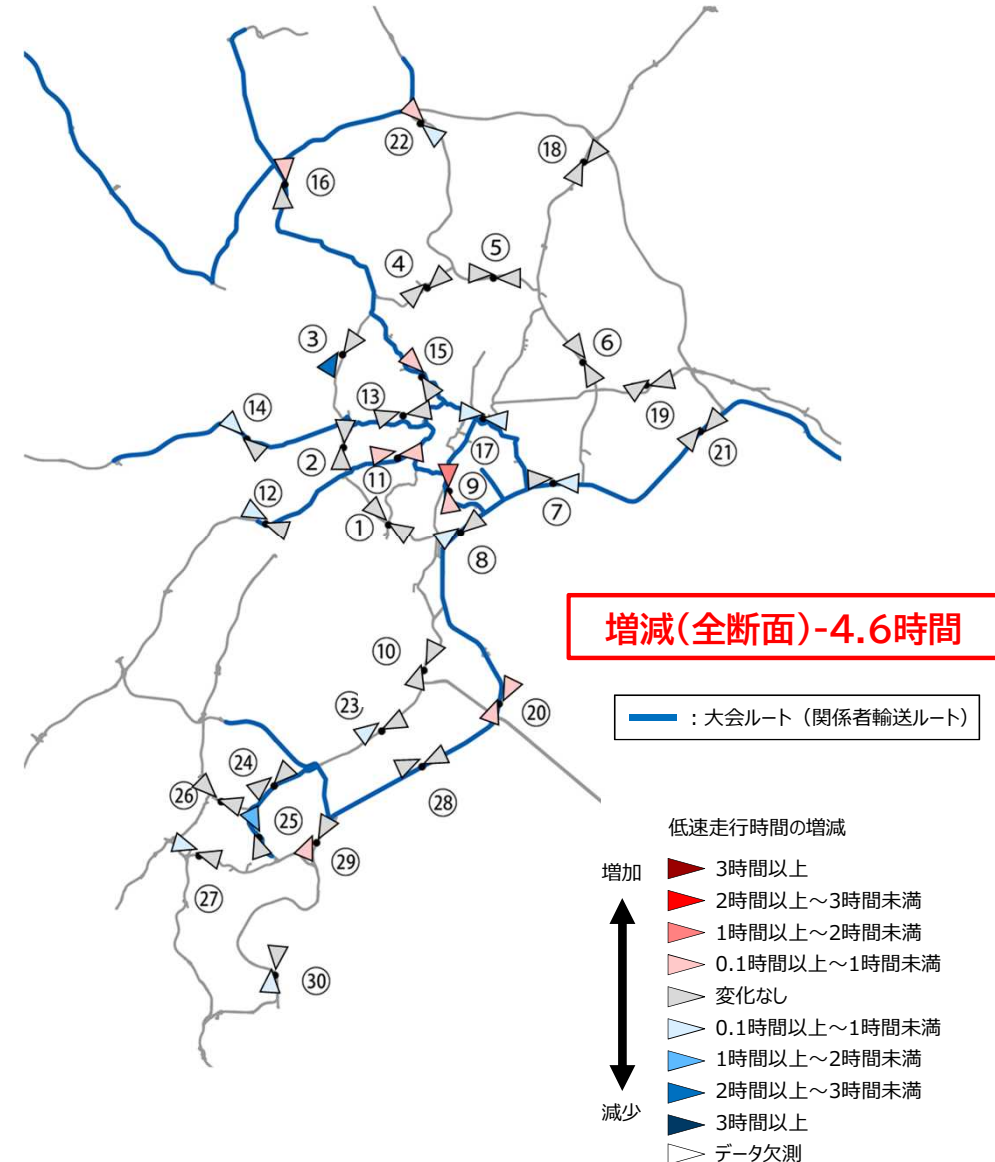 ㉒
⑱
⑯
⑤
④
③
⑥
⑮
⑬
⑲
⑭
⑰
㉑
②
⑪
⑨
⑫
⑦
①
⑧
増減(全断面)-4.6時間
⑩
：大会ルート（関係者輸送ルート）
㉓
⑳
㉔
㉖
㉘
㉕
㉙
㉗
㉚
低速走行時間の増減
増加
3時間以上
2時間以上～3時間未満
1時間以上～2時間未満
0.1時間以上～1時間未満
変化なし
0.1時間以上～1時間未満
1時間以上～2時間未満
2時間以上～3時間未満
減少
3時間以上
データ欠測